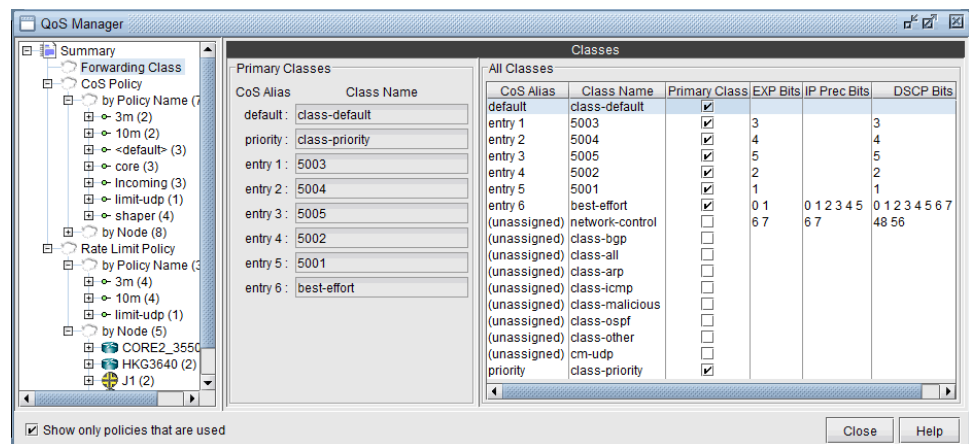 QoS Manager
Summary
Forwarding Class
CoS Policy
by Policy Name (7
3m (2)
10m (2)
<default> (3)
core (3)
Incoming (3)
limit-udp (1)
shaper (4)
by Node (8)
Rate Limit Policy
by Policy Name (3
3m (4)
10m (4)
limit-udp (1)
by Node (5)
CORE2_3550
HKG3640 (2)
J1 (2)
Classes
Primary Classes
CoS Alias Class Name
default : class-default
priority : class-priority
entry 1 : 5003
entry 2 : 5004
entry 3 : 5005
entry 4 : 5002
entry 5 : 5001
entry 6 : best-effort
All Classes
CoS Alias Class Name Primary Class EXP Bits IP Prec Bits DSCP Bits
default class-default
entry 1 5003 3 3
entry 2 5004 4 4
entry 3 5005 5 5
entry 4 5002 2 2
entry 5 5001 1 1
entry 6 best-effort 0 1 0 1 2 3 4 5 0 1 2 3 4 5 6 7
(unassigned) network-control 6 7 6 7 48 56
(unassigned) class-bgp
(unassigned) class-all
(unassigned) class-arp
(unassigned) class-icmp
(unassigned) class-malicious
(unassigned) class-ospf
(unassigned) class-other
(unassigned) cm-udp
priority class-priority
Show only policies that are used
Close Help